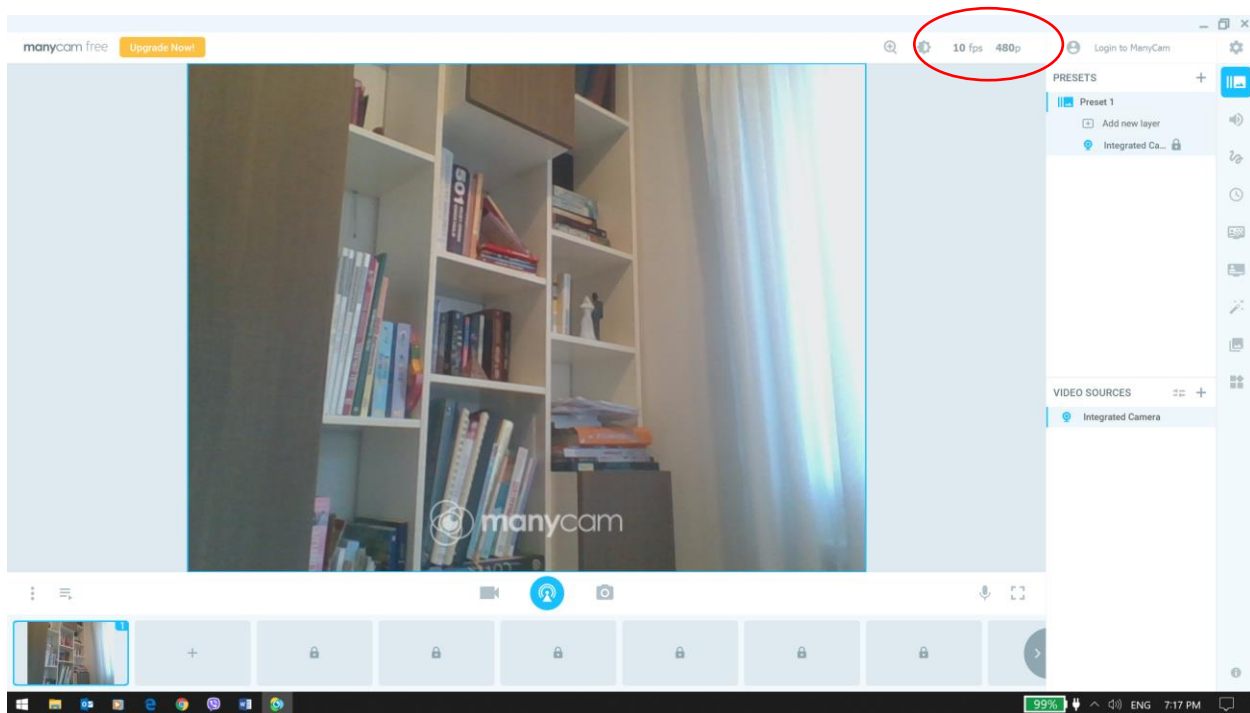 manycam free Upgrade Now! 10 fps 480p Login to ManyCam
PRESETS
Preset 1
Add new layer
Integrated Ca...
501
VIDEO SOURCES
Integrated Camera
manycam
1
99% ENG 7:17 PM